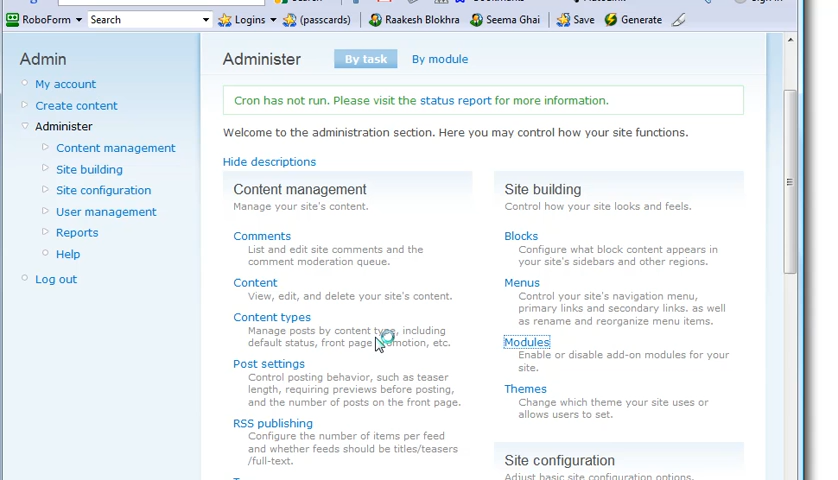 RoboForm Search Logins (passcards) Raakesh Blokhra Seema Ghai Save Generate
Admin
My account
Create content
Administer
Content management
Site building
Site configuration
User management
Reports
Help
Log out
Administer By task By module
Cron has not run. Please visit the status report for more information.
Welcome to the administration section. Here you may control how your site functions.
Hide descriptions
Content management
Manage your site's content.
Comments
List and edit site comments and the
comment moderation queue.
Content
View, edit, and delete your site's content.
Content types
Manage posts by content type, including
default status, front page promotion, etc.
Post settings
Control posting behavior, such as teaser
length, requiring previews before posting,
and the number of posts on the front page.
RSS publishing
Configure the number of items per feed
and whether feeds should be titles/teasers
/full-text.
Site building
Control how your site looks and feels.
Blocks
Configure what block content appears in
your site's sidebars and other regions.
Menus
Control your site's navigation menu,
primary links and secondary links. as well
as rename and reorganize menu items.
Modules
Enable or disable add-on modules for your
site.
Themes
Change which theme your site uses or
allows users to set.
Site configuration
Adjust basic site configuration options.